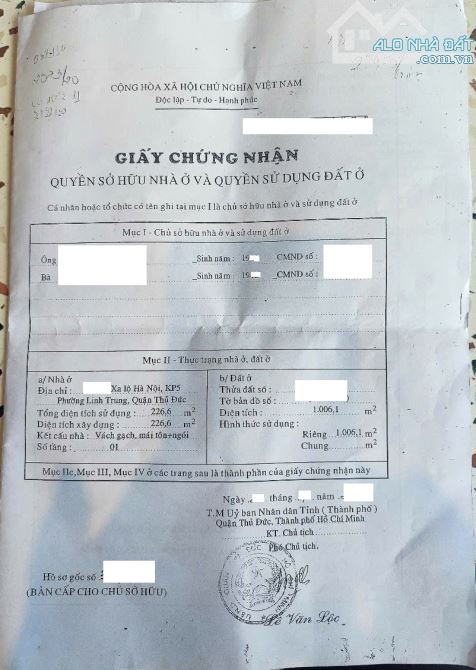 ALO NHÀ ĐẤT
.com.vn
CỘNG HÒA XÃ HỘI CHỦ NGHĨA VIỆT NAM
Độc lập - Tự do - Hạnh phúc
GIẤY CHỨNG NHẬN
QUYỀN SỞ HỮU NHÀ Ở VÀ QUYỀN SỬ DỤNG ĐẤT Ở
Cá nhân hoặc tổ chức có tên ghi tại mục I là chủ sở hữu nhà ở và sử dụng đất ở
Mục I - Chủ sở hữu nhà ở và sử dụng đất ở
Ông Sinh năm : 19 CMND số :
Bà Sinh năm : 19 CMND số :
Mục II - Thực trạng nhà ở, đất ở
a/ Nhà ở
Địa chỉ : Xa lộ Hà Nội, KP5
Phường Linh Trung, Quận Thủ Đức
Tổng diện tích sử dụng : 226,6 m2
Diện tích xây dựng : 226,6 m2
Kết cấu nhà : Vách gạch, mái tôn+ngói
Số tầng : 01
b/ Đất ở
Thửa đất số :
Tờ bản đồ số :
Diện tích : 1.006,1 m2
Hình thức sử dụng :
Riêng 1.006,1 m2
Chung m2
Mục IIc, Mục III, Mục IV ở các trang sau là thành phần của giấy chứng nhận này
Ngày tháng năm
T.M Uỷ ban Nhân dân Tỉnh ( Thành phố )
Quận Thủ Đức, Thành phố Hồ Chí Minh
KT. Chủ tịch
Phó Chủ tịch.
Hồ sơ gốc số :
(BẢN CẤP CHO CHỦ SỞ HỮU)
Lê Văn Lộc